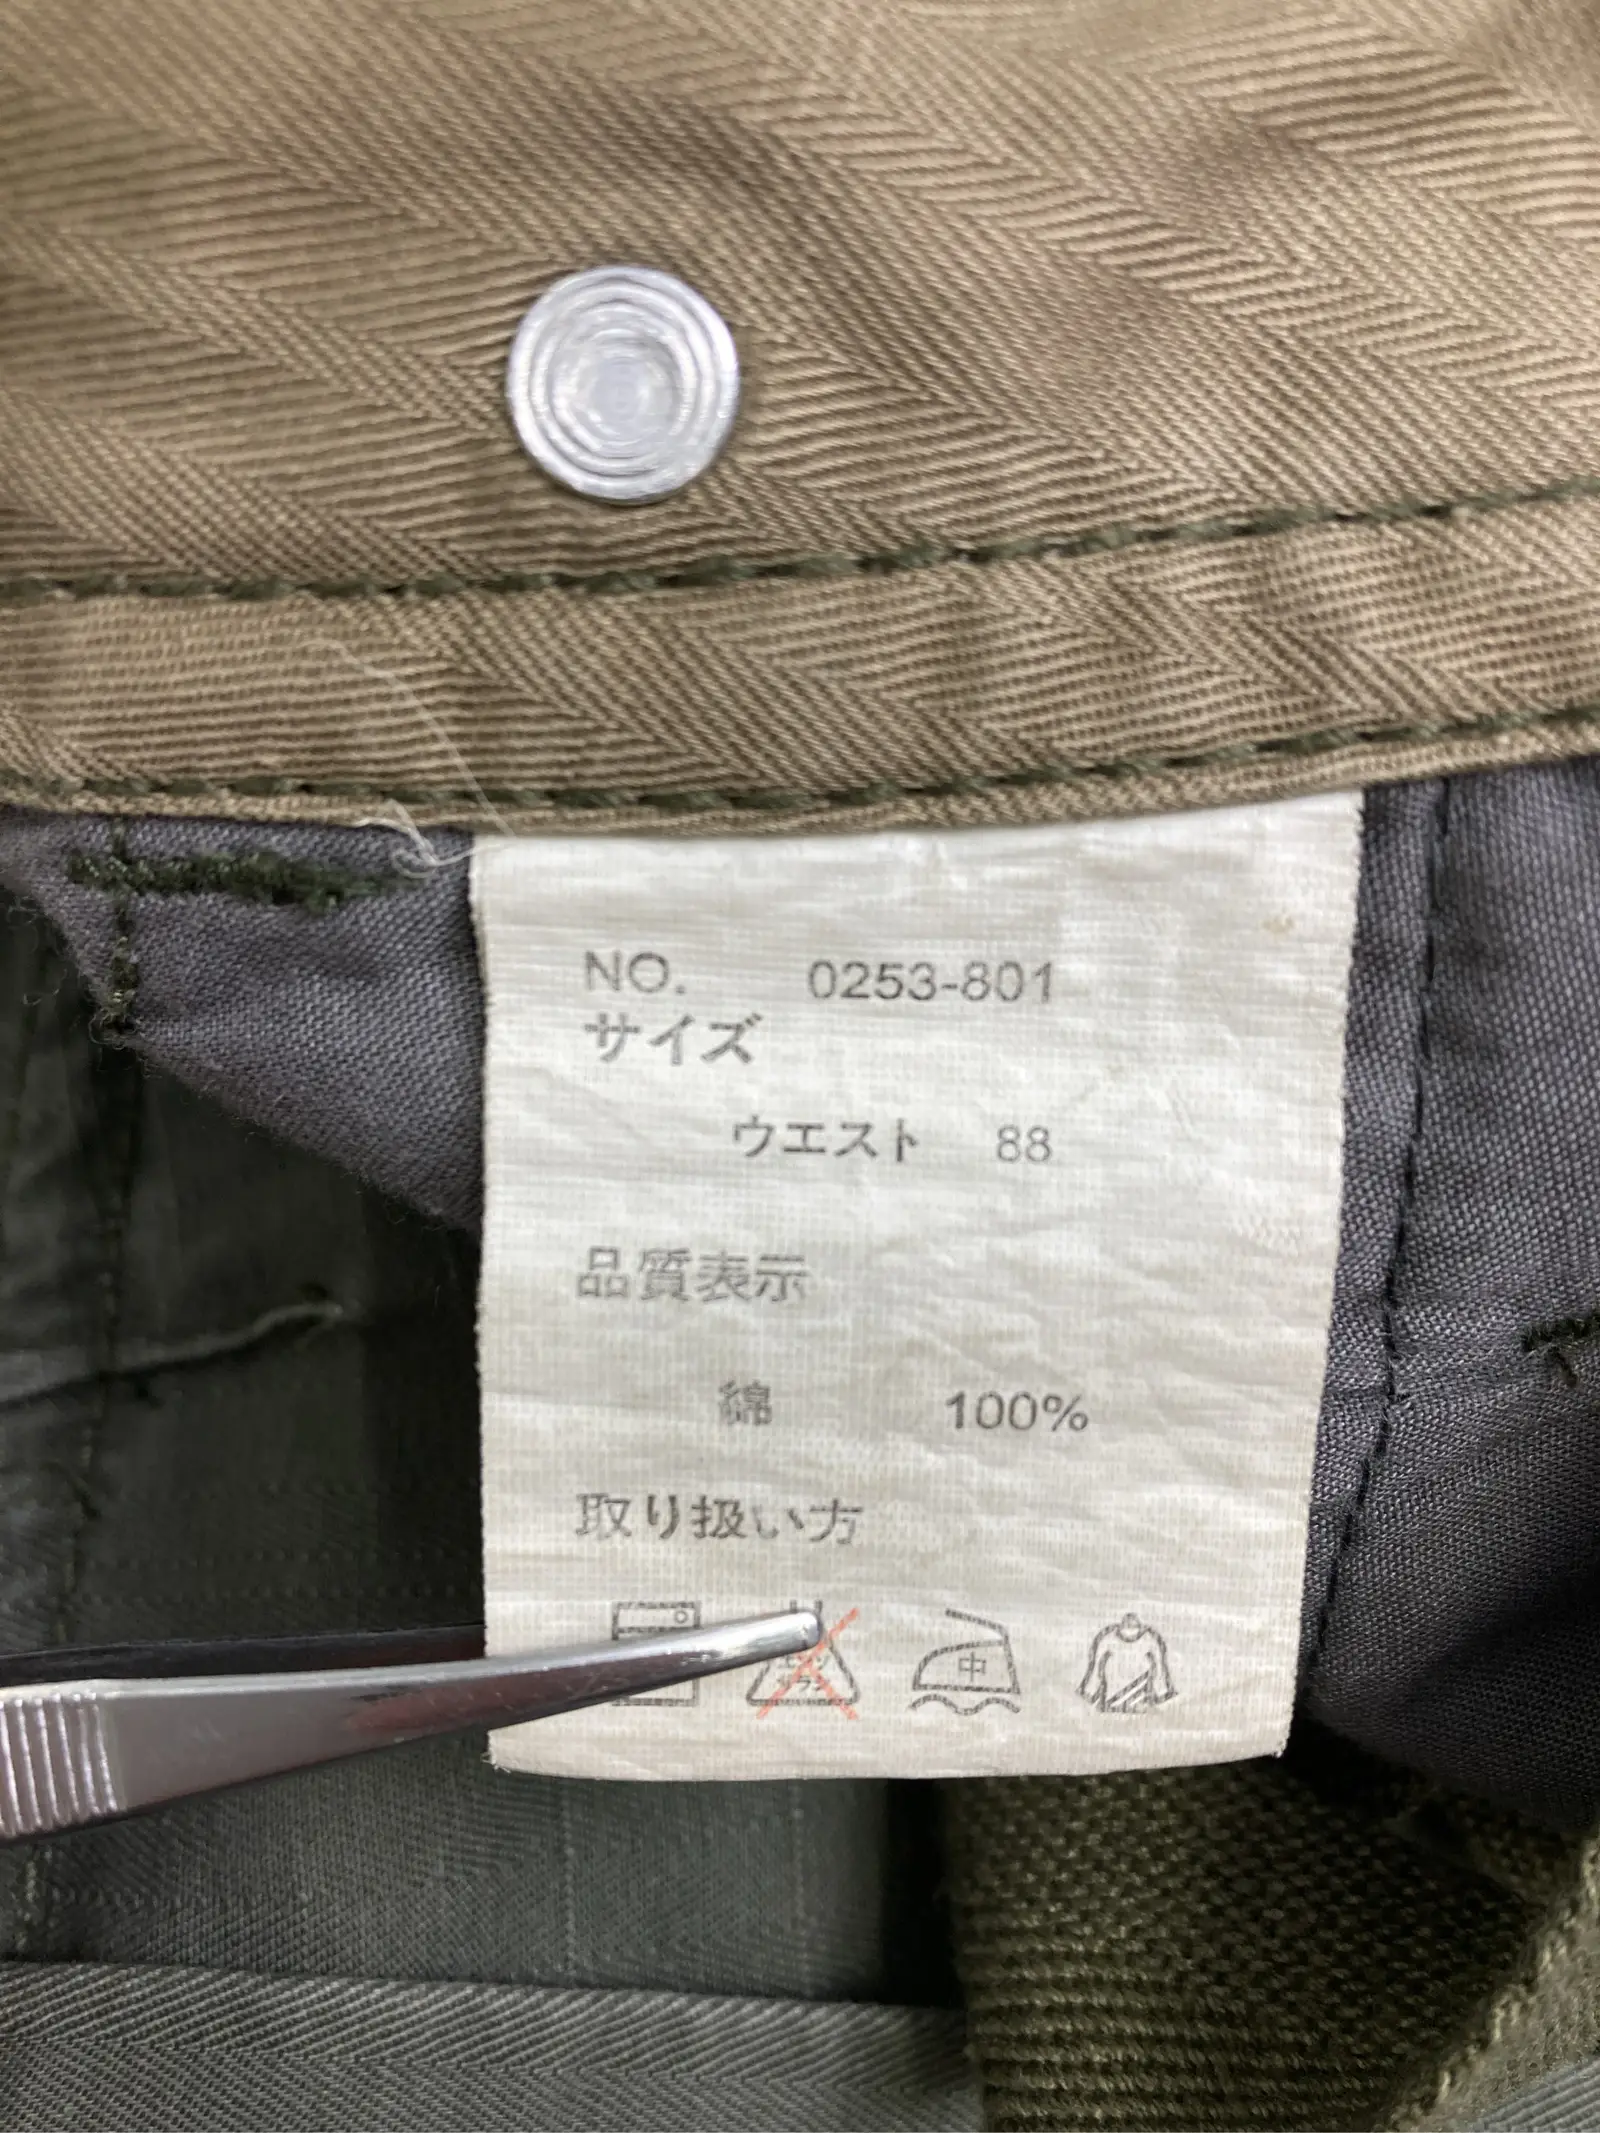 NO. 0253-801
サイズ
ウエスト 88
品質表示
綿 100%
取り扱い方
中